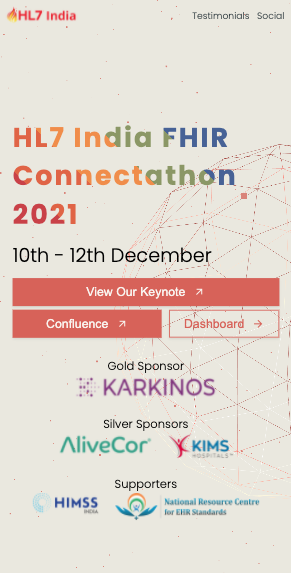 HL7 India
Testimonials Social
HL7 India FHIR
Connectathon
2021
10th - 12th December
View Our Keynote
Confluence
Dashboard
Gold Sponsor
KARKINOS
Silver Sponsors
AliveCor
KIMS
HOSPITALS
Supporters
HIMSS
INDIA
National Resource Centre
for EHR Standards